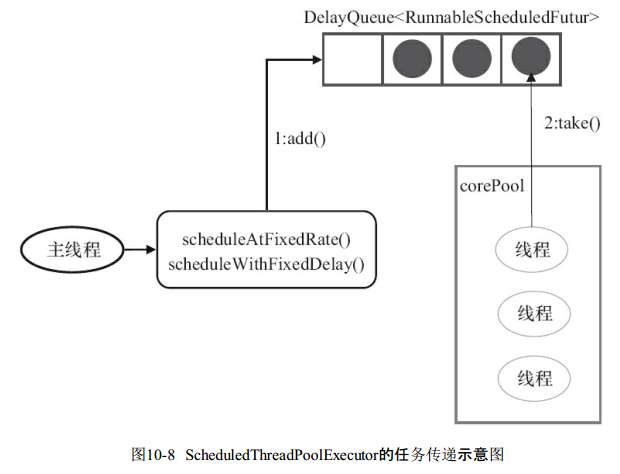 DelayQueue<RunnableScheduledFutur>
1:add()
2:take()
corePool
主线程
scheduleAtFixedRate()
scheduleWithFixedDelay()
线程
线程
线程
图10-8 ScheduledThreadPoolExecutor的任务传递示意图